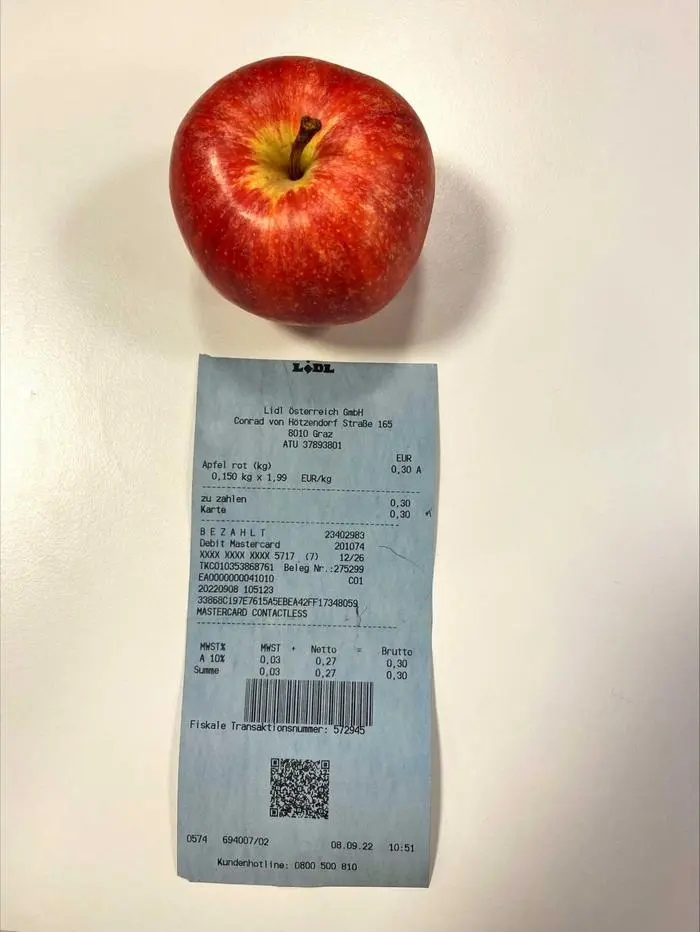 LIDL
Lidl Österreich GmbH
Conrad von Hötzendorf Straße 165
8010 Graz
ATU 37893801
EUR
Apfel rot (kg) 0,30 A
0,150 kg x 1,99 EUR/kg
zu zahlen 0,30
Karte 0,30
B E Z A H L T 23402983
Debit Mastercard 201074
XXXX XXXX XXXX 5717 (7) 12/26
TKC010353868761 Beleg Nr.:275299
EA0000000041010 C01
20220908 105123
33868C197E7615A5EBEA42FF17348059
MASTERCARD CONTACTLESS
MWST% MWST + Netto = Brutto
A 10% 0,03 0,27 0,30
Summe 0,03 0,27 0,30
Fiskale Transaktionsnummer: 572945
0574 694007/02 08.09.22 10:51
Kundenhotline: 0800 500 810